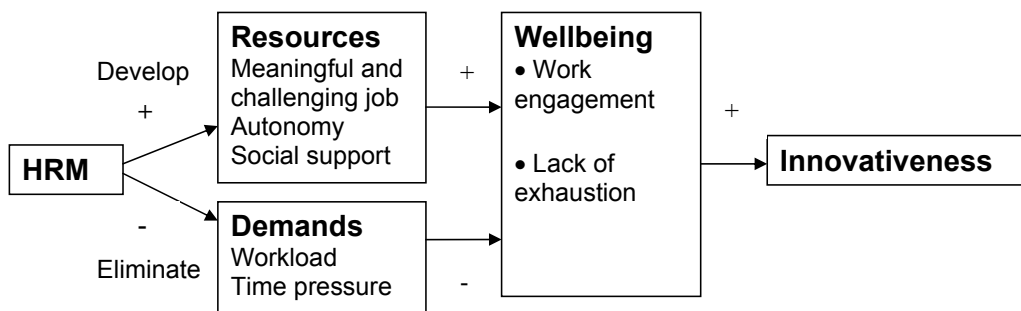 Develop
+
HRM
-
Eliminate
Resources
Meaningful and
challenging job
Autonomy
Social support
Demands
Workload
Time pressure
+
-
Wellbeing
• Work
engagement
• Lack of
exhaustion
+
Innovativeness